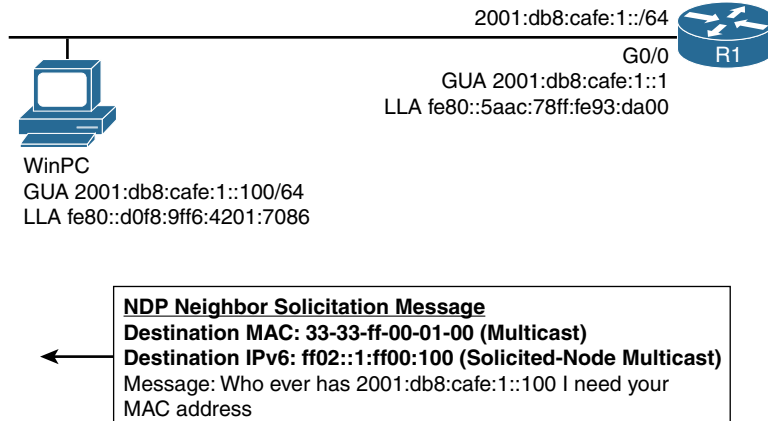 2001:db8:cafe:1::/64
R1
G0/0
GUA 2001:db8:cafe:1::1
LLA fe80::5aac:78ff:fe93:da00
WinPC
GUA 2001:db8:cafe:1::100/64
LLA fe80::d0f8:9ff6:4201:7086
NDP Neighbor Solicitation Message
Destination MAC: 33-33-ff-00-01-00 (Multicast)
Destination IPv6: ff02::1:ff00:100 (Solicited-Node Multicast)
Message: Who ever has 2001:db8:cafe:1::100 I need your
MAC address